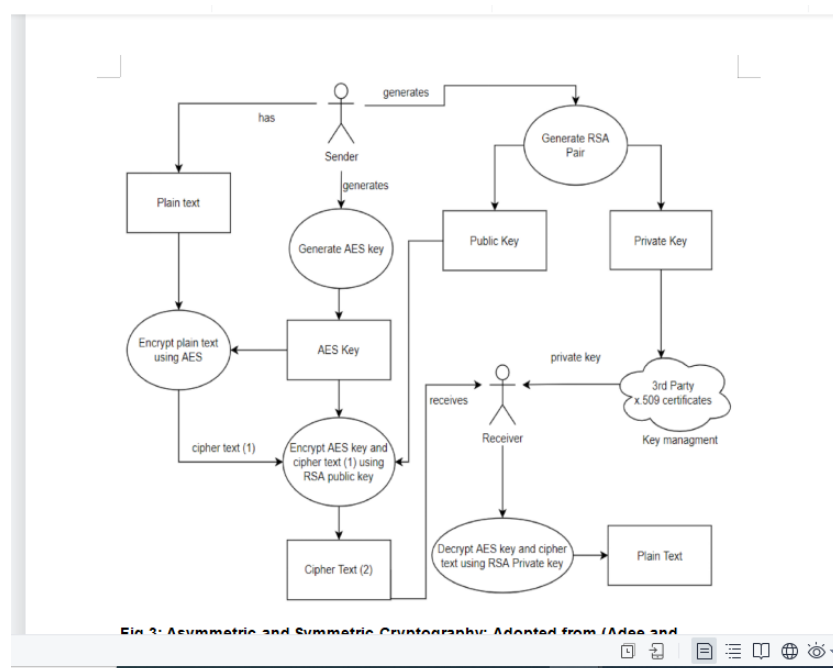 generates
has
Sender
Generate RSA
Pair
generates
Plain text
Generate AES key
Public Key
Private Key
Encrypt plain text
using AES
AES Key
private key
3rd Party
x.509 certificates
receives
Receiver
Key managment
cipher text (1)
Encrypt AES key and
cipher text (1) using
RSA public key
Decrypt AES key and cipher
text using RSA Private key
Plain Text
Cipher Text (2)
Fig 3: Asymmetric and Symmetric Cryptography: Adopted from (Adee and